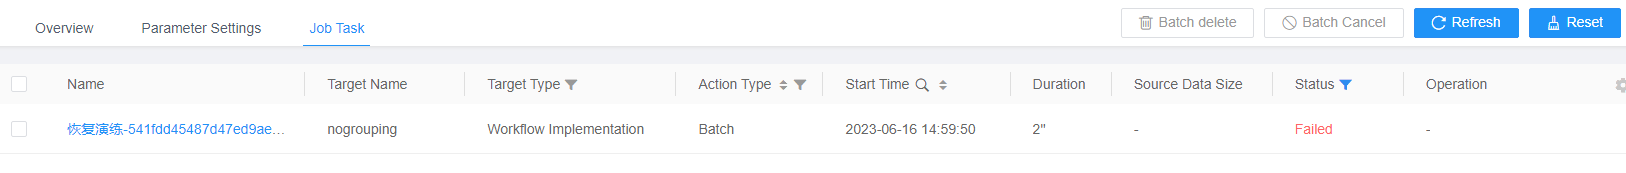 Overview Parameter Settings Job Task Batch delete Batch Cancel Refresh Reset
Name Target Name Target Type Action Type Start Time Duration Source Data Size Status Operation
恢复演练-541fdd45487d47ed9ae... nogrouping Workflow Implementation Batch 2023-06-16 14:59:50 2" - Failed -